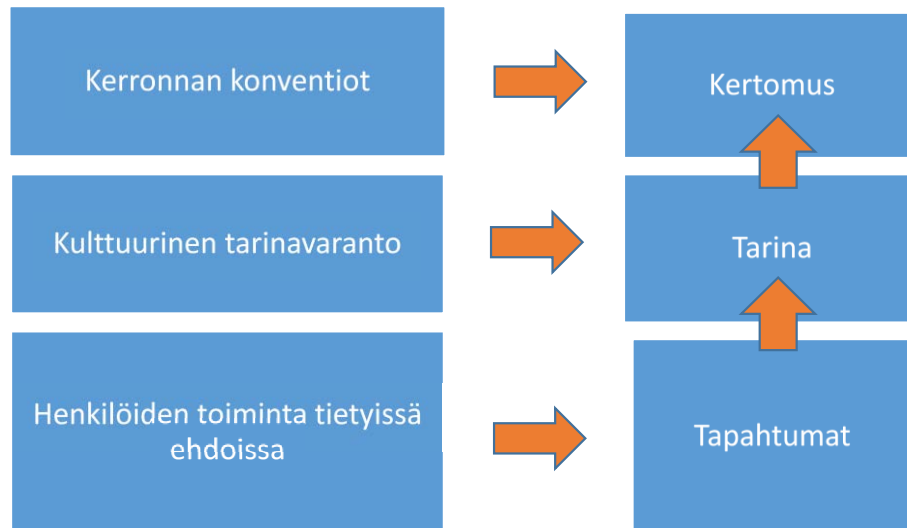 Kerronnan konventiot
Kertomus
Kulttuurinen tarinavaranto
Tarina
Henkilöiden toiminta tietyissä
ehdoissa
Tapahtumat